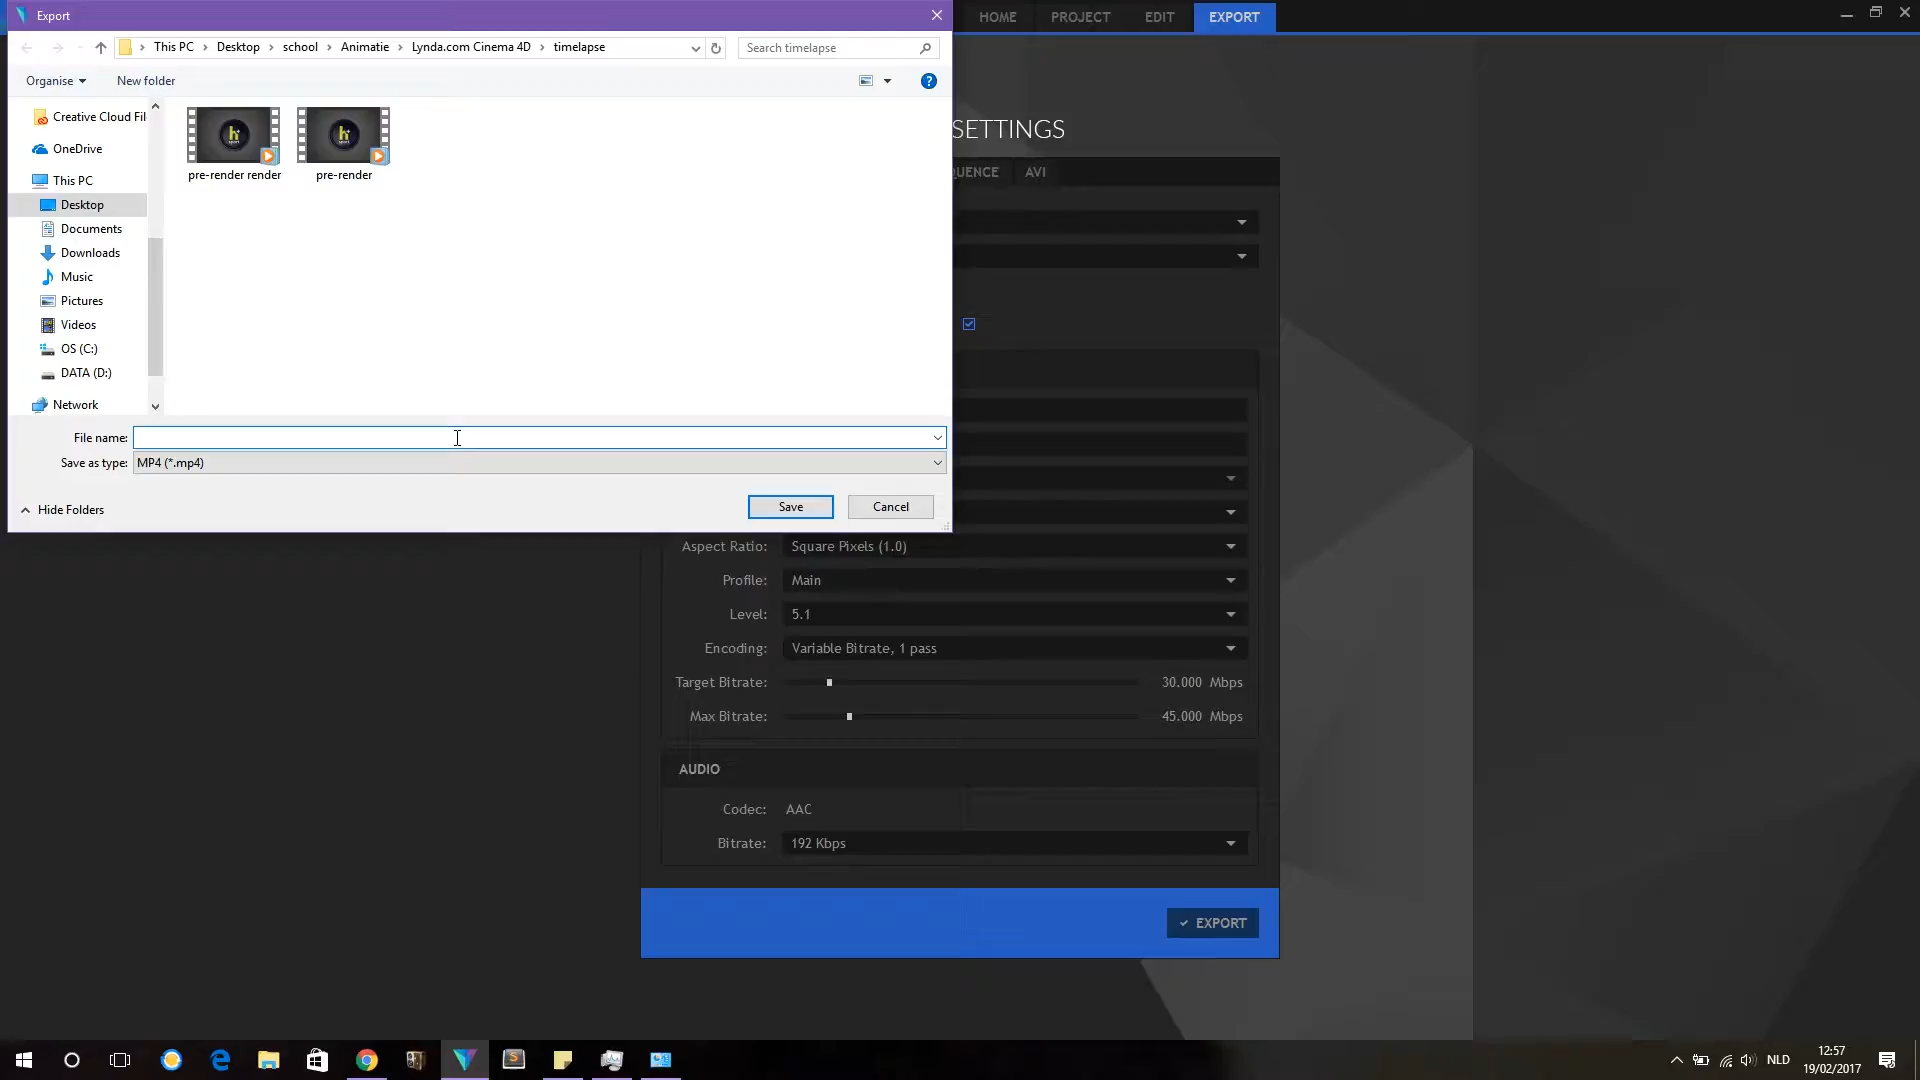 Export
HOME PROJECT EDIT EXPORT
This PC Desktop school Animatie Lynda.com Cinema 4D timelapse
Search timelapse
Organise New folder
Creative Cloud Fil
OneDrive
This PC
Desktop
Documents
Downloads
Music
Pictures
Videos
OS (C:)
DATA (D:)
Network
pre-render render pre-render
File name:
Save as type: MP4 (*.mp4)
Hide Folders
Save Cancel
SETTINGS
QUENCE AVI
Aspect Ratio: Square Pixels (1.0)
Profile: Main
Level: 5.1
Encoding: Variable Bitrate, 1 pass
Target Bitrate: 30.000 Mbps
Max Bitrate: 45.000 Mbps
AUDIO
Codec: AAC
Bitrate: 192 Kbps
EXPORT
NLD
12:57
19/02/2017